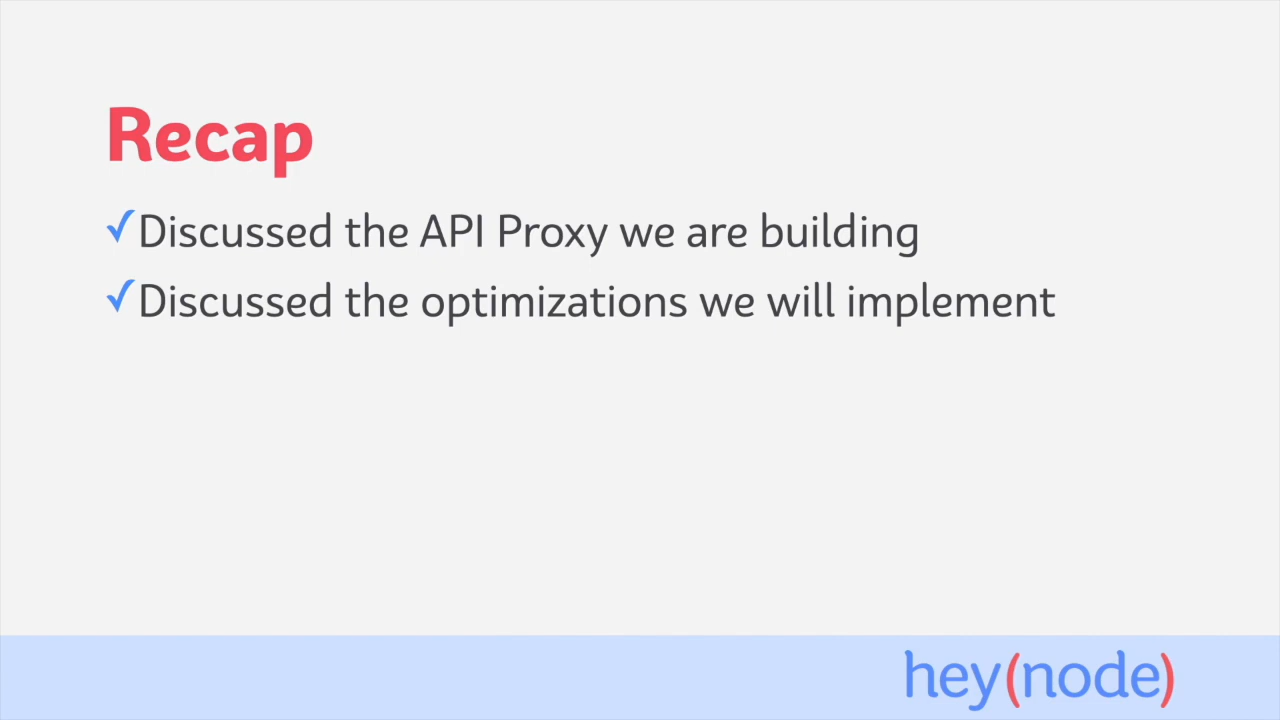 Recap
✓Discussed the API Proxy we are building
✓Discussed the optimizations we will implement
hey(node)